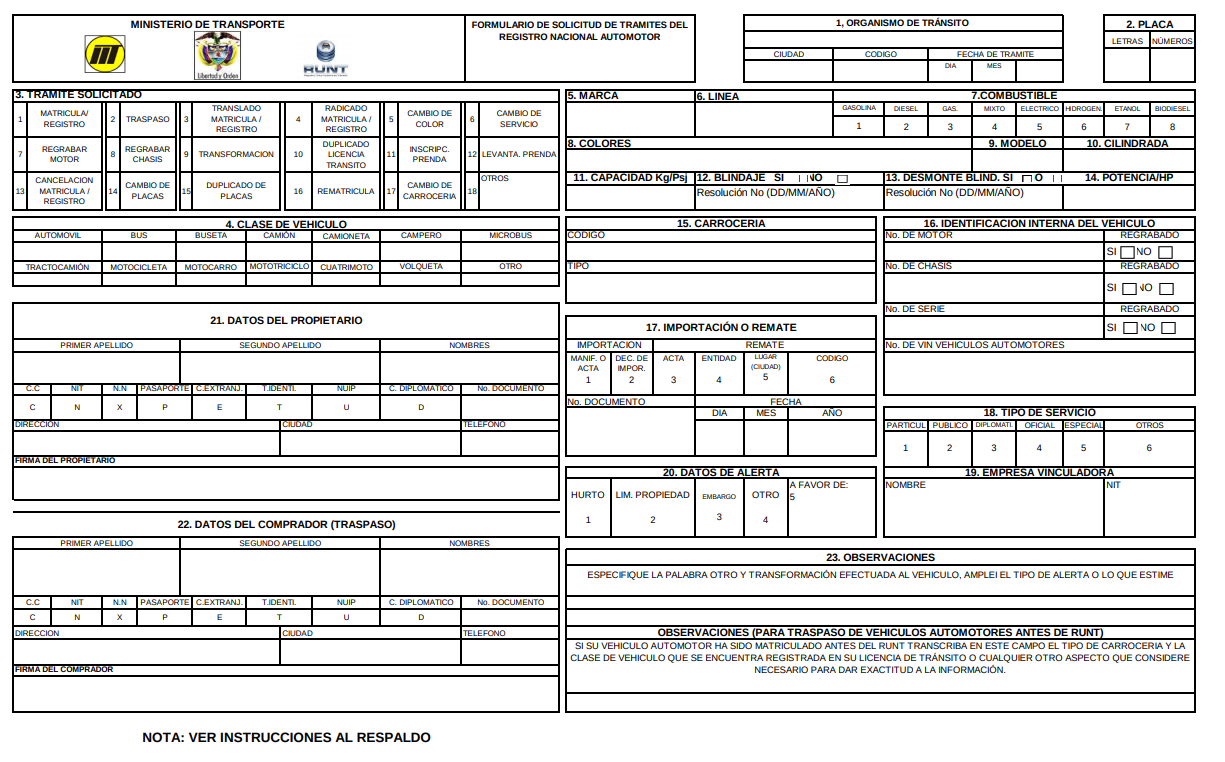 MINISTERIO DE TRANSPORTE
Libertad y Orden
RUNT
FORMULARIO DE SOLICITUD DE TRAMITES DEL
REGISTRO NACIONAL AUTOMOTOR
1, ORGANISMO DE TRÁNSITO
CIUDAD CODIGO FECHA DE TRAMITE
DIA MES
2. PLACA
LETRAS NÚMEROS
3. TRAMITE SOLICITADO
1 MATRICULA/ REGISTRO 2 TRASPASO 3 TRANSLADO MATRICULA / REGISTRO 4 RADICADO MATRICULA / REGISTRO 5 CAMBIO DE COLOR 6 CAMBIO DE SERVICIO
7 REGRABAR MOTOR 8 REGRABAR CHASIS 9 TRANSFORMACION 10 DUPLICADO LICENCIA TRANSITO 11 INSCRIPC. PRENDA 12 LEVANTA. PRENDA
13 CANCELACION MATRICULA / REGISTRO 14 CAMBIO DE PLACAS 15 DUPLICADO DE PLACAS 16 REMATRICULA 17 CAMBIO DE CARROCERIA 18 OTROS
5. MARCA 6. LINEA 7.COMBUSTIBLE
GASOLINA DIESEL GAS. MIXTO ELECTRICO HIDROGEN. ETANOL BIODIESEL
1 2 3 4 5 6 7 8
8. COLORES 9. MODELO 10. CILINDRADA
11. CAPACIDAD Kg/Psj 12. BLINDAJE SI NO 13. DESMONTE BLIND. SI O 14. POTENCIA/HP
Resolución No (DD/MM/AÑO) Resolución No (DD/MM/AÑO)
4. CLASE DE VEHICULO
AUTOMOVIL BUS BUSETA CAMIÓN CAMIONETA CAMPERO MICROBUS
TRACTOCAMIÓN MOTOCICLETA MOTOCARRO MOTOTRICICLO CUATRIMOTO VOLQUETA OTRO
15. CARROCERIA
CODIGO
TIPO
16. IDENTIFICACION INTERNA DEL VEHICULO
No. DE MOTOR REGRABADO
SI NO
No. DE CHASIS REGRABADO
SI NO
No. DE SERIE REGRABADO
SI NO
No. DE VIN VEHICULOS AUTOMOTORES
21. DATOS DEL PROPIETARIO
PRIMER APELLIDO SEGUNDO APELLIDO NOMBRES
C.C NIT N.N PASAPORTE C.EXTRANJ. T.IDENTI. NUIP C. DIPLOMATICO No. DOCUMENTO
C N X P E T U D
DIRECCIÓN CIUDAD TELEFONO
FIRMA DEL PROPIETARIO
17. IMPORTACIÓN O REMATE
IMPORTACION REMATE
MANIF. O ACTA DEC. DE IMPOR. ACTA ENTIDAD LUGAR (CIUDAD) CODIGO
1 2 3 4 5 6
No. DOCUMENTO FECHA
DIA MES AÑO
18. TIPO DE SERVICIO
PARTICUL PUBLICO DIPLOMATI. OFICIAL ESPECIAL OTROS
1 2 3 4 5 6
20. DATOS DE ALERTA
HURTO LIM. PROPIEDAD EMBARGO OTRO A FAVOR DE:
1 2 3 4 5
19. EMPRESA VINCULADORA
NOMBRE NIT
22. DATOS DEL COMPRADOR (TRASPASO)
PRIMER APELLIDO SEGUNDO APELLIDO NOMBRES
C.C NIT N.N PASAPORTE C.EXTRANJ. T.IDENTI. NUIP C. DIPLOMATICO No. DOCUMENTO
C N X P E T U D
DIRECCION CIUDAD TELEFONO
FIRMA DEL COMPRADOR
23. OBSERVACIONES
ESPECIFIQUE LA PALABRA OTRO Y TRANSFORMACIÓN EFECTUADA AL VEHICULO, AMPLEI EL TIPO DE ALERTA O LO QUE ESTIME
OBSERVACIONES (PARA TRASPASO DE VEHICULOS AUTOMOTORES ANTES DE RUNT)
SI SU VEHICULO AUTOMOTOR HA SIDO MATRICULADO ANTES DEL RUNT TRANSCRIBA EN ESTE CAMPO EL TIPO DE CARROCERIA Y LA
CLASE DE VEHICULO QUE SE ENCUENTRA REGISTRADA EN SU LICENCIA DE TRÁNSITO O CUALQUIER OTRO ASPECTO QUE CONSIDERE
NECESARIO PARA DAR EXACTITUD A LA INFORMACIÓN.
NOTA: VER INSTRUCCIONES AL RESPALDO